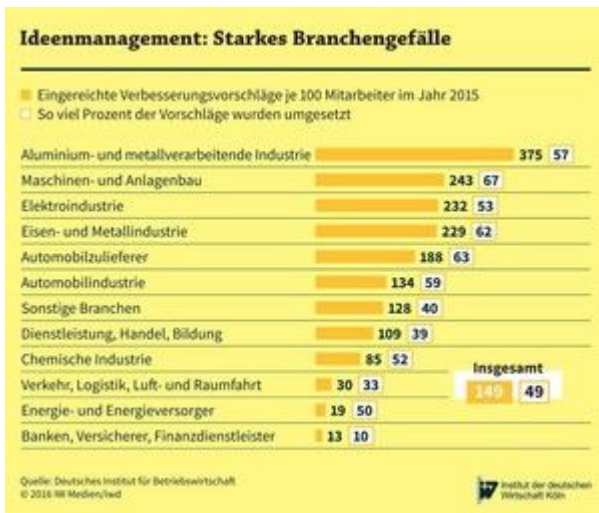 Ideenmanagement: Starkes Branchengefälle
Eingereichte Verbesserungsvorschläge je 100 Mitarbeiter im Jahr 2015
So viel Prozent der Vorschläge wurden umgesetzt
Aluminium- und metallverarbeitende Industrie 375 57
Maschinen- und Anlagenbau 243 67
Elektroindustrie 232 53
Eisen- und Metallindustrie 229 62
Automobilzulieferer 188 63
Automobilindustrie 134 59
Sonstige Branchen 128 40
Dienstleistung, Handel, Bildung 109 39
Chemische Industrie 85 52
Insgesamt
Verkehr, Logistik, Luft- und Raumfahrt 30 33
149 49
Energie- und Energieversorger 19 50
Banken, Versicherer, Finanzdienstleister 13 10
Quelle: Deutsches Institut für Betriebswirtschaft
© 2016 IW Medien/iwd
Institut der deutschen
Wirtschaft Köln